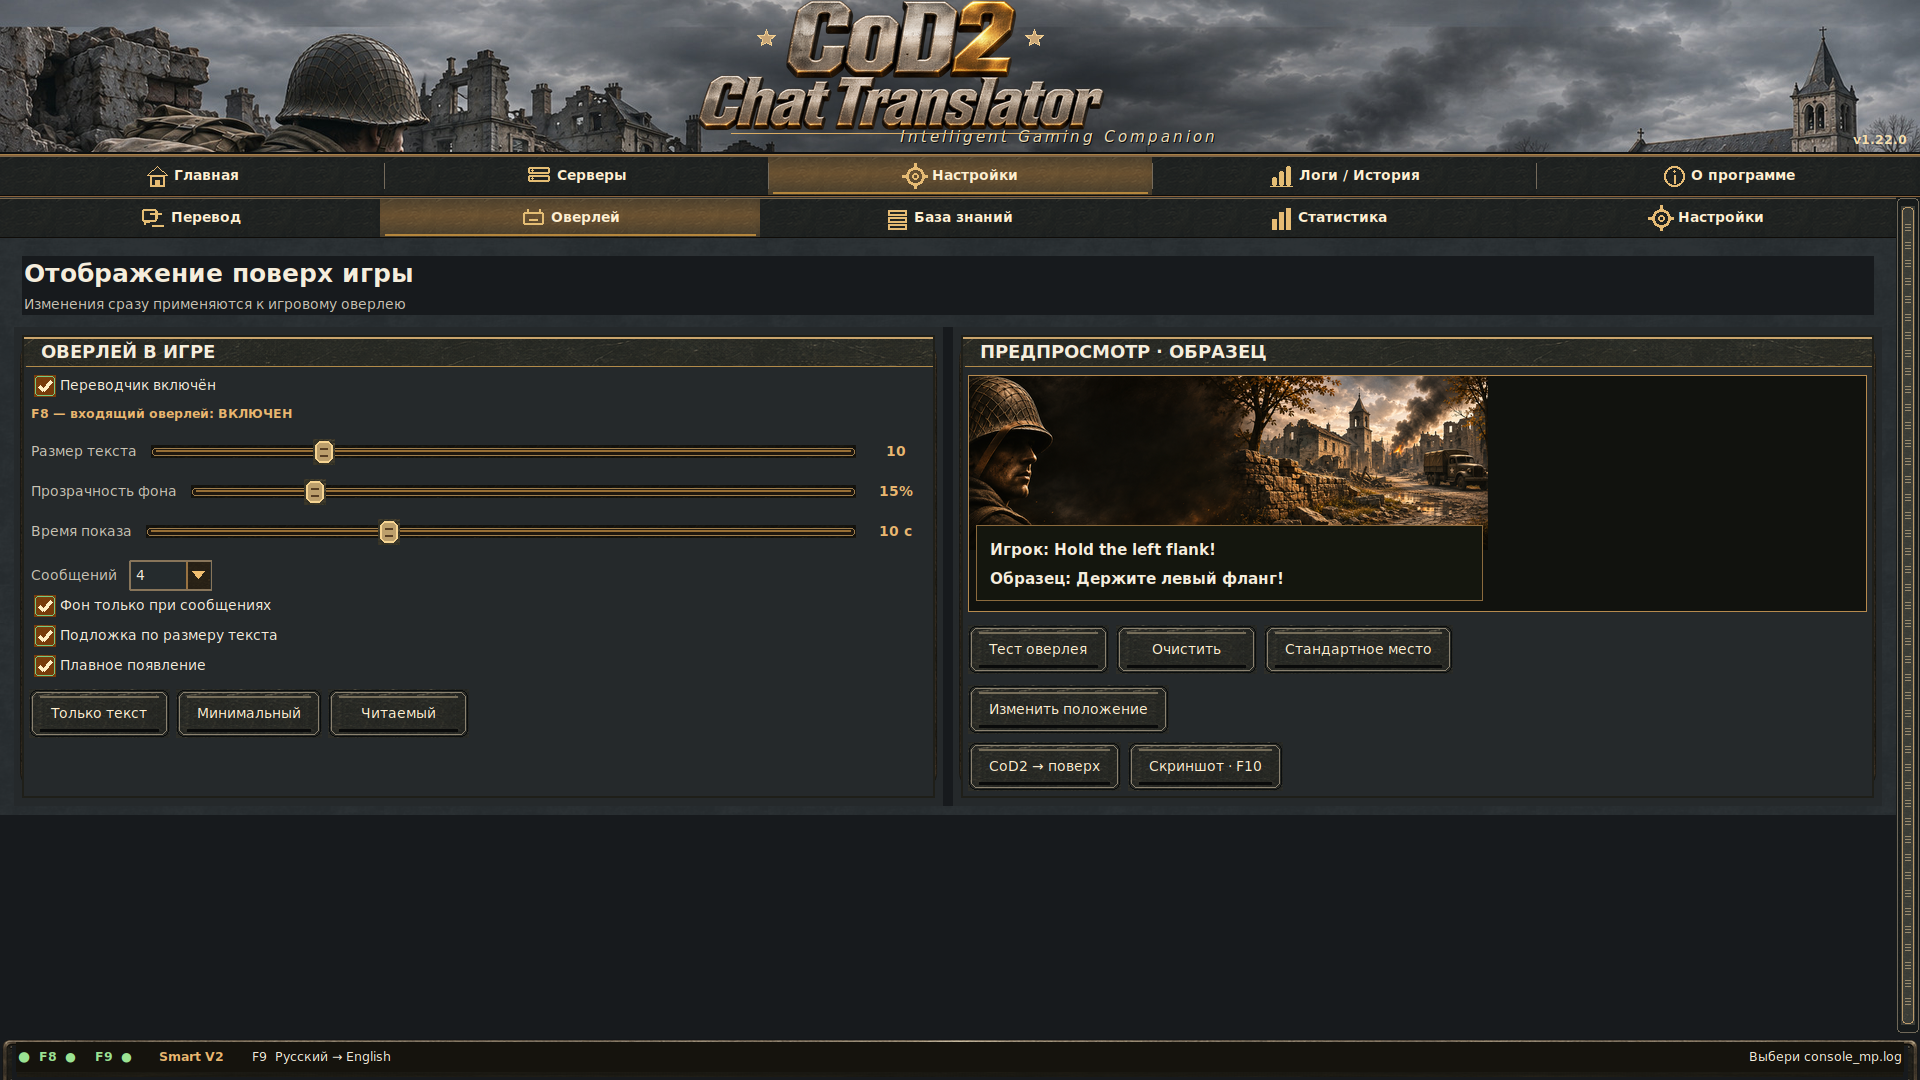 CoD2
Chat Translator
Intelligent Gaming Companion
v1.22.0
Главная
Серверы
Настройки
Логи / История
О программе
Перевод
Оверлей
База знаний
Статистика
Настройки
Отображение поверх игры
Изменения сразу применяются к игровому оверлею
ОВЕРЛЕЙ В ИГРЕ
Переводчик включён
F8 — входящий оверлей: ВКЛЮЧЕН
Размер текста 10
Прозрачность фона 15%
Время показа 10 с
Сообщений 4
Фон только при сообщениях
Подложка по размеру текста
Плавное появление
Только текст
Минимальный
Читаемый
ПРЕДПРОСМОТР · ОБРАЗЕЦ
Игрок: Hold the left flank!
Образец: Держите левый фланг!
Тест оверлея
Очистить
Стандартное место
Изменить положение
CoD2 → поверх
Скриншот · F10
● F8 ● F9 ● Smart V2 F9 Русский → English
Выбери console_mp.log